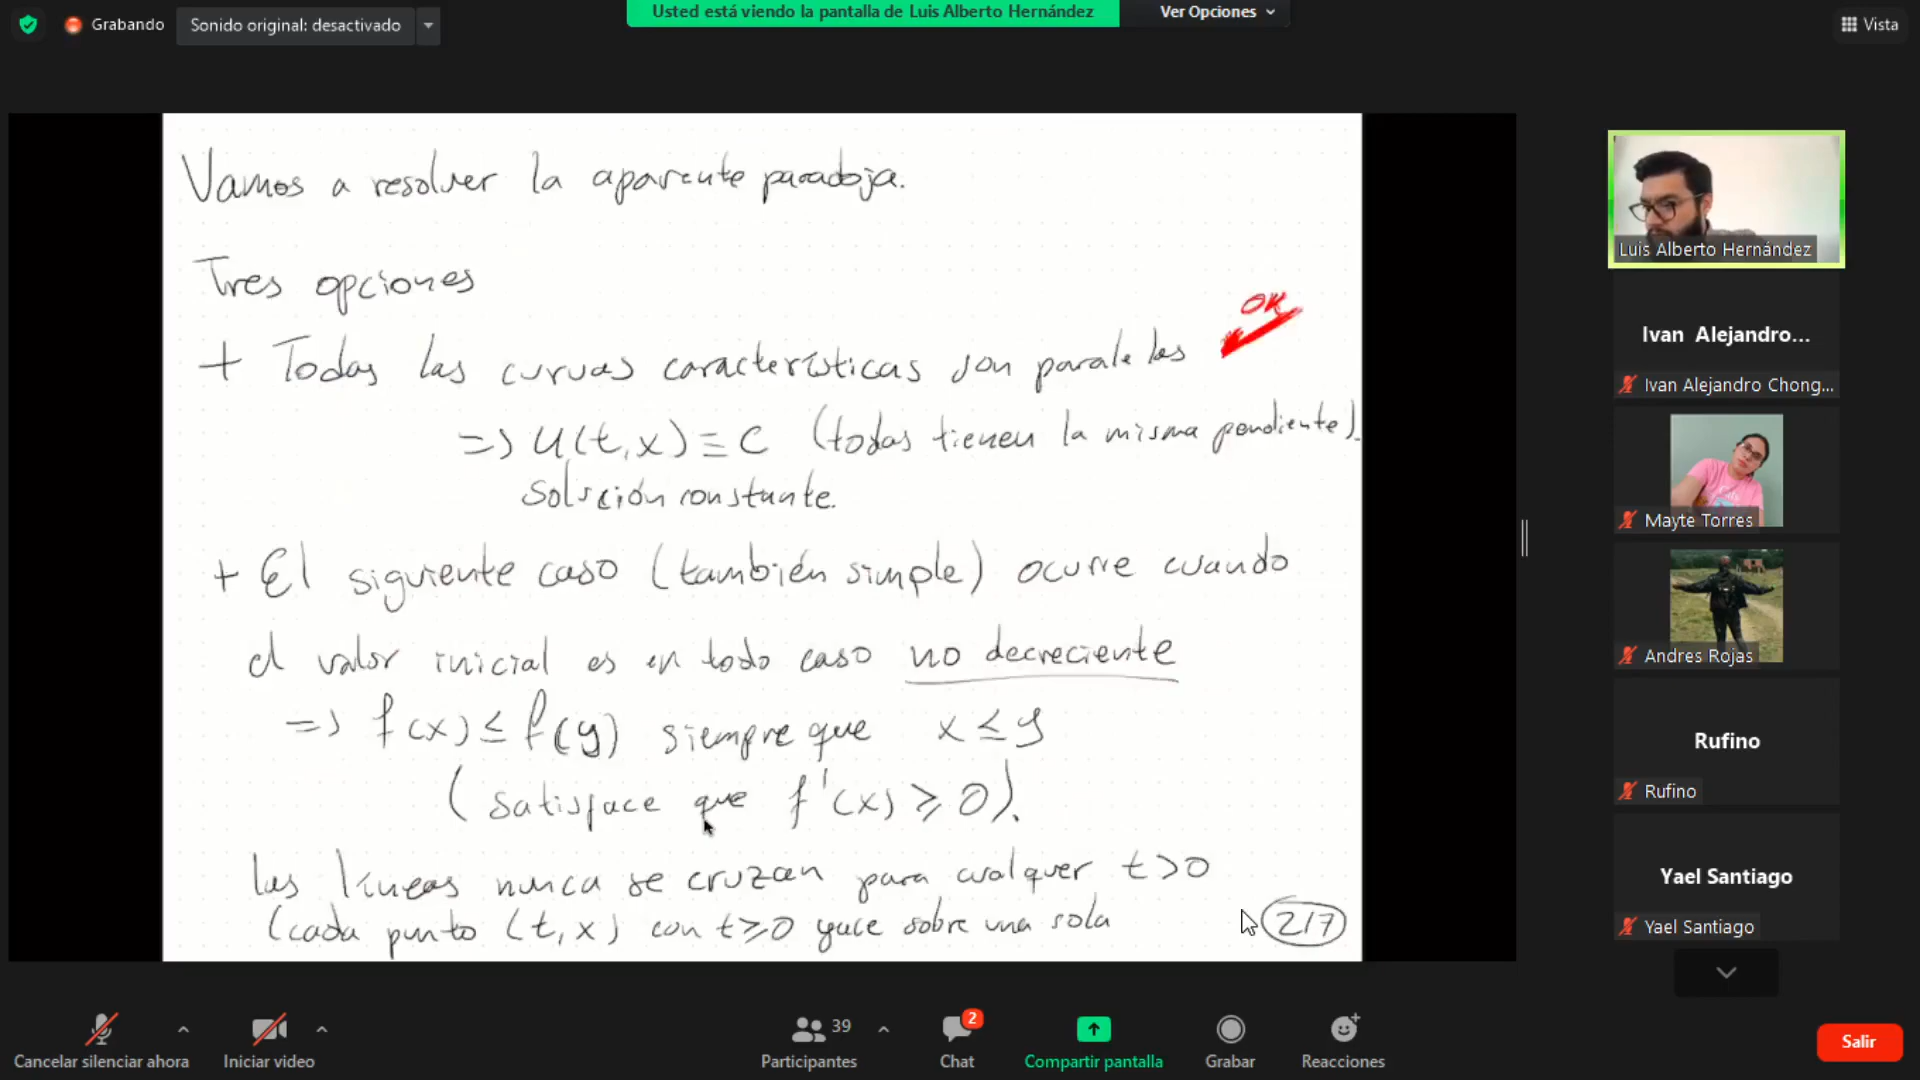 Grabando
Sonido original: desactivado
Usted está viendo la pantalla de Luis Alberto Hernández
Ver Opciones
Vista
Vamos a resolver la aparente paradoja.
Tres opciones
OK
+ Todas las curvas características son paralelas
=> u(t,x) ≡ C (todas tienen la misma pendiente).
Solución constante.
+ El siguiente caso (también simple) ocurre cuando
el valor inicial es en todo caso no decreciente
=> f(x) ≤ f(y) siempre que x ≤ y
(satisface que f'(x) ≥ 0).
Las líneas nunca se cruzan para cualquer t>0
(cada punto (t,x) con t≥0 yace sobre una sola
2/7
Luis Alberto Hernández
Ivan Alejandro...
Ivan Alejandro Chong...
Mayte Torres
Andres Rojas
Rufino
Rufino
Yael Santiago
Yael Santiago
Cancelar silenciar ahora
Iniciar video
39
Participantes
2
Chat
Compartir pantalla
Grabar
Reacciones
Salir